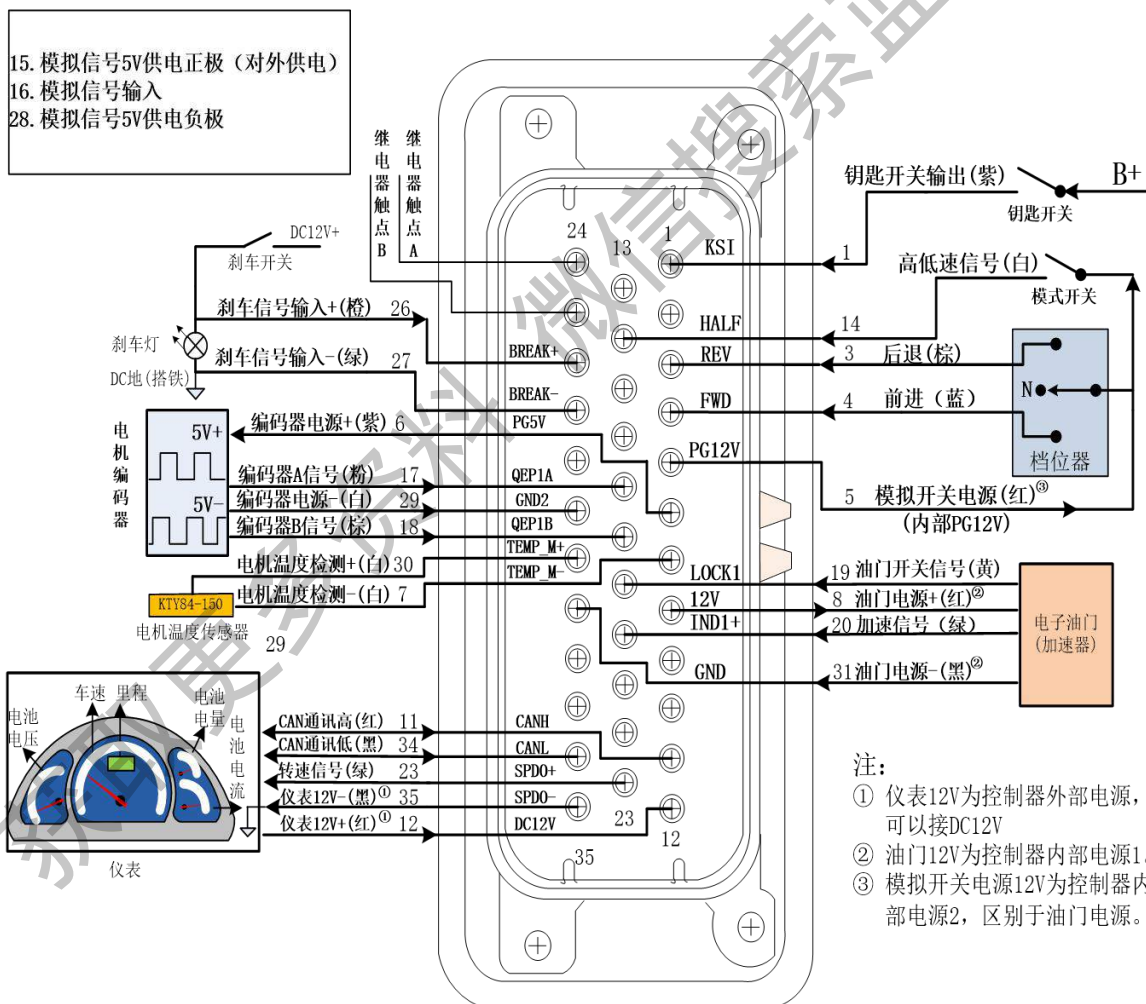 15.模拟信号5V供电正极（对外供电）
16.模拟信号输入
28.模拟信号5V供电负极
继电器触点B
继电器触点A
24
13
1
钥匙开关输出(紫)
B+
钥匙开关
KSI
1
DC12V+
刹车开关
高低速信号(白)
模式开关
刹车信号输入+(橙) 26
HALF
14
刹车灯
刹车信号输入-(绿) 27
BREAK+
REV
3 后退(棕)
DC地(搭铁)
BREAK-
FWD
4 前进（蓝）
N
档位器
电机编码器
5V+
编码器电源+(紫) 6
PG5V
PG12V
编码器A信号(粉) 17
QEP1A
5 模拟开关电源(红)③
(内部PG12V)
5V-
编码器电源-(白) 29
GND2
编码器B信号(棕) 18
QEP1B
电机温度检测+(白) 30
TEMP_M+
电机温度检测-(白) 7
TEMP_M-
KTY84-150
电机温度传感器
29
LOCK1
19 油门开关信号(黄)
12V
8 油门电源+(红)②
IND1+
20 加速信号（绿）
GND
31 油门电源-(黑)②
电子油门
(加速器)
车速
里程
电池电量
电池电压
电池电流
仪表
CAN通讯高(红) 11
CANH
CAN通讯低(黑) 34
CANL
转速信号(绿) 23
SPDO+
仪表12V-(黑)① 35
SPDO-
仪表12V+(红)① 12
DC12V
23
12
35
注：
① 仪表12V为控制器外部电源，
可以接DC12V
② 油门12V为控制器内部电源1.
③ 模拟开关电源12V为控制器内
部电源2，区别于油门电源。
获取更多资料 微信搜索蓝